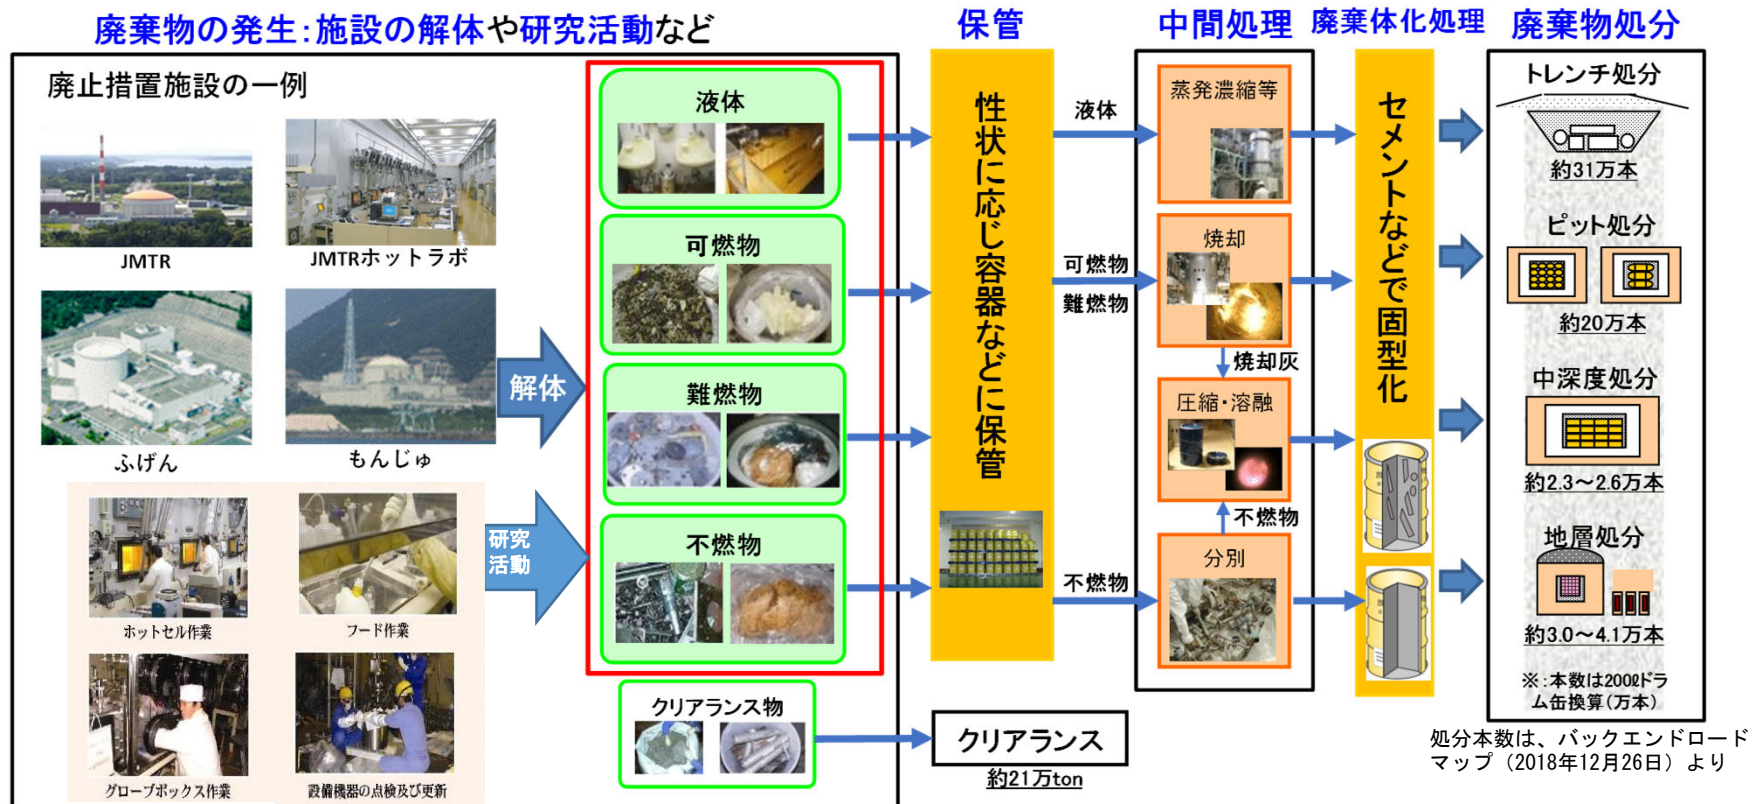 廃棄物の発生：施設の解体や研究活動など
廃止措置施設の一例
JMTR
JMTRホットラボ
ふげん
もんじゅ
ホットセル作業
フード作業
グローブボックス作業
設備機器の点検及び更新
解体
研究
活動
液体
可燃物
難燃物
不燃物
クリアランス物
保管
性状に応じ容器などに保管
クリアランス
約21万ton
液体
可燃物
難燃物
不燃物
中間処理
蒸発濃縮等
焼却
焼却灰
圧縮・溶融
不燃物
分別
廃棄体化処理
セメントなどで固型化
廃棄物処分
トレンチ処分
約31万本
ピット処分
約20万本
中深度処分
約2.3～2.6万本
地層処分
約3.0～4.1万本
※：本数は200ℓドラ
ム缶換算(万本)
処分本数は、バックエンドロード
マップ（2018年12月26日）より